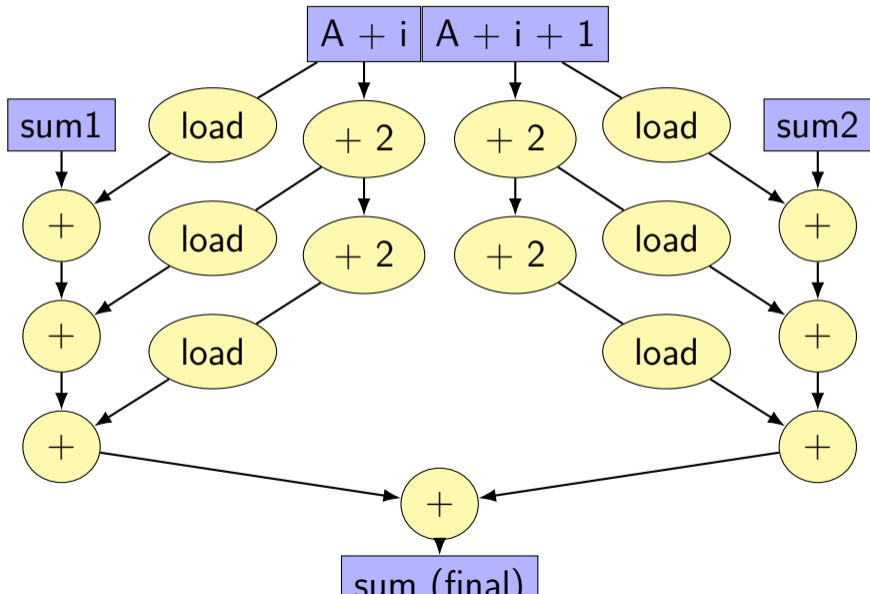 A + i
A + i + 1
sum1
load
+ 2
+ 2
load
sum2
+
load
+ 2
+ 2
load
+
+
load
load
+
+
+
+
sum (final)